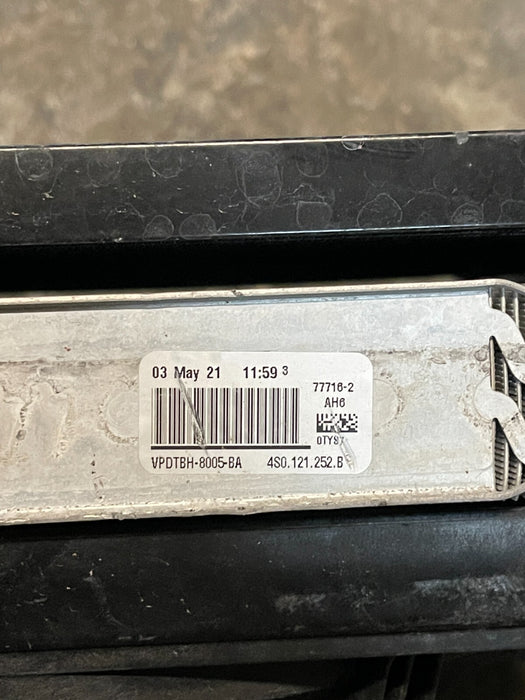 03 May 21 11:59 3
77716-2
AH6
0TYS7
VPDTBH-8005-BA 4S0.121.252.B